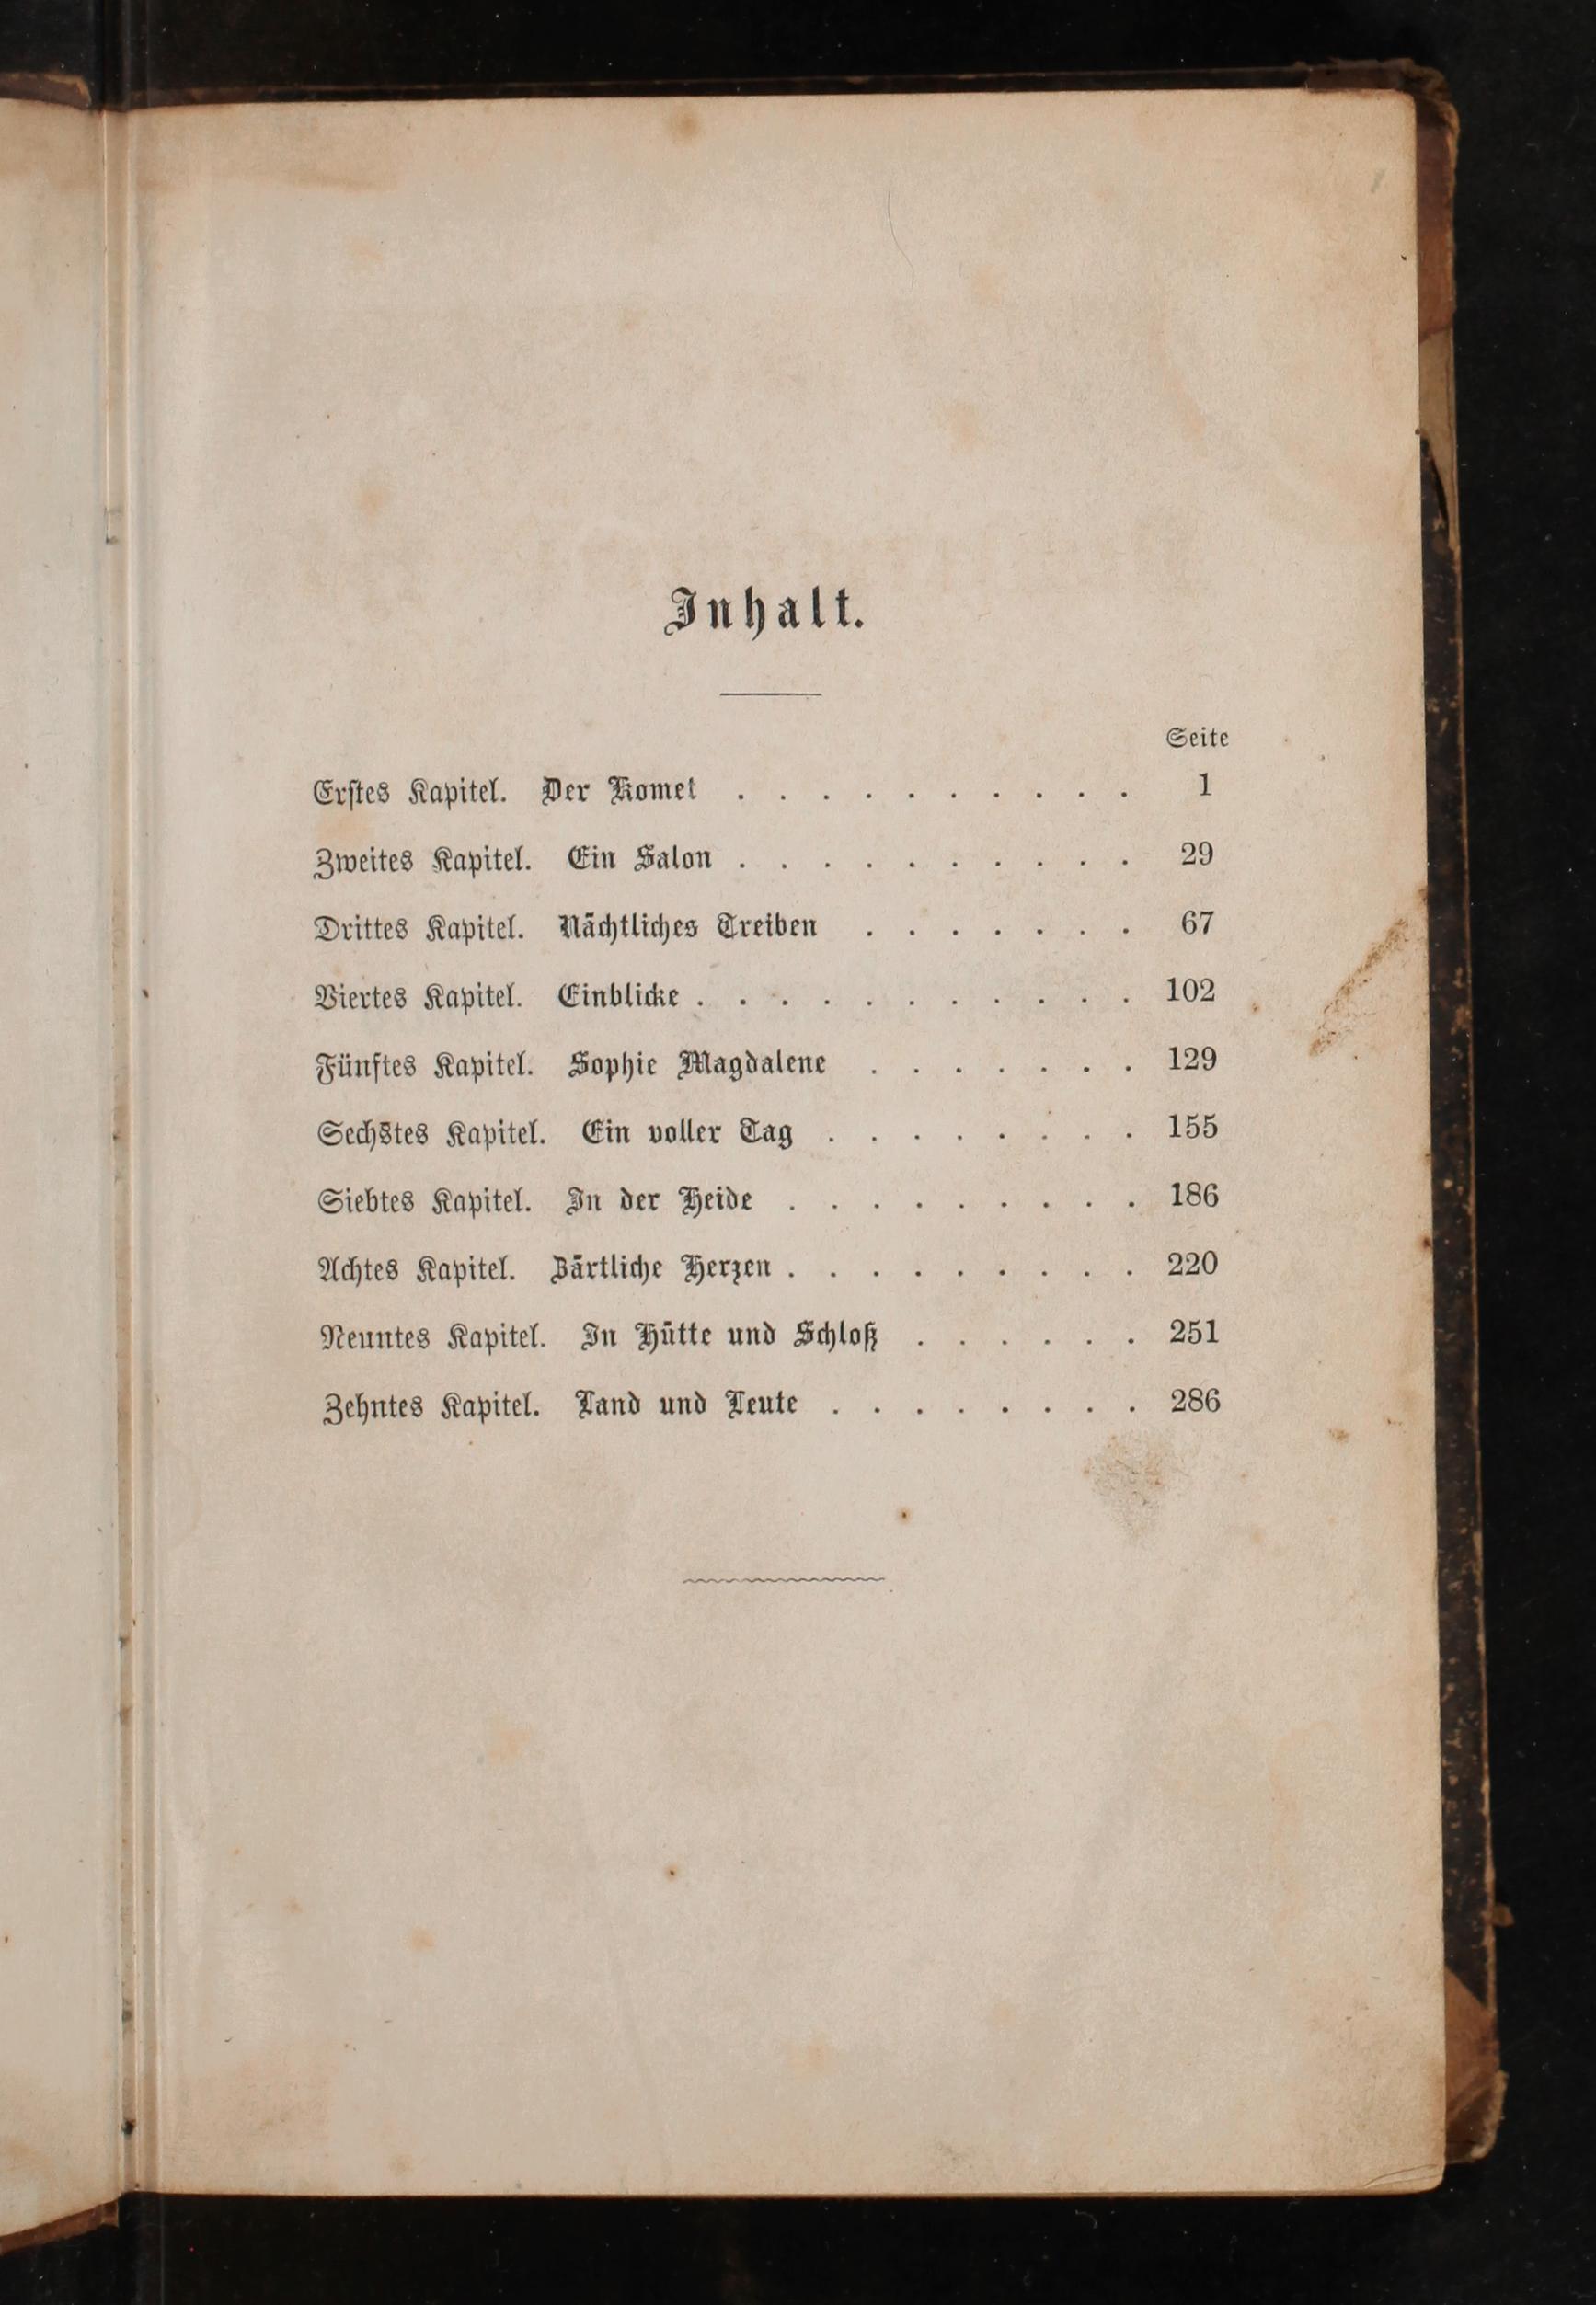 Inhalt.
Seite
Erstes Kapitel. Der Komet . . . . . . . . . . 1
Zweites Kapitel. Ein Salon . . . . . . . . . . 29
Drittes Kapitel. Nächtliches Treiben . . . . . . . 67
Viertes Kapitel. Einblicke . . . . . . . . . . . 102
Fünftes Kapitel. Sophie Magdalene . . . . . . . 129
Sechstes Kapitel. Ein voller Tag . . . . . . . . 155
Siebtes Kapitel. In der Heide . . . . . . . . . 186
Achtes Kapitel. Zärtliche Herzen . . . . . . . . . 220
Neuntes Kapitel. In Hütte und Schloß . . . . . . 251
Zehntes Kapitel. Land und Leute . . . . . . . . 286